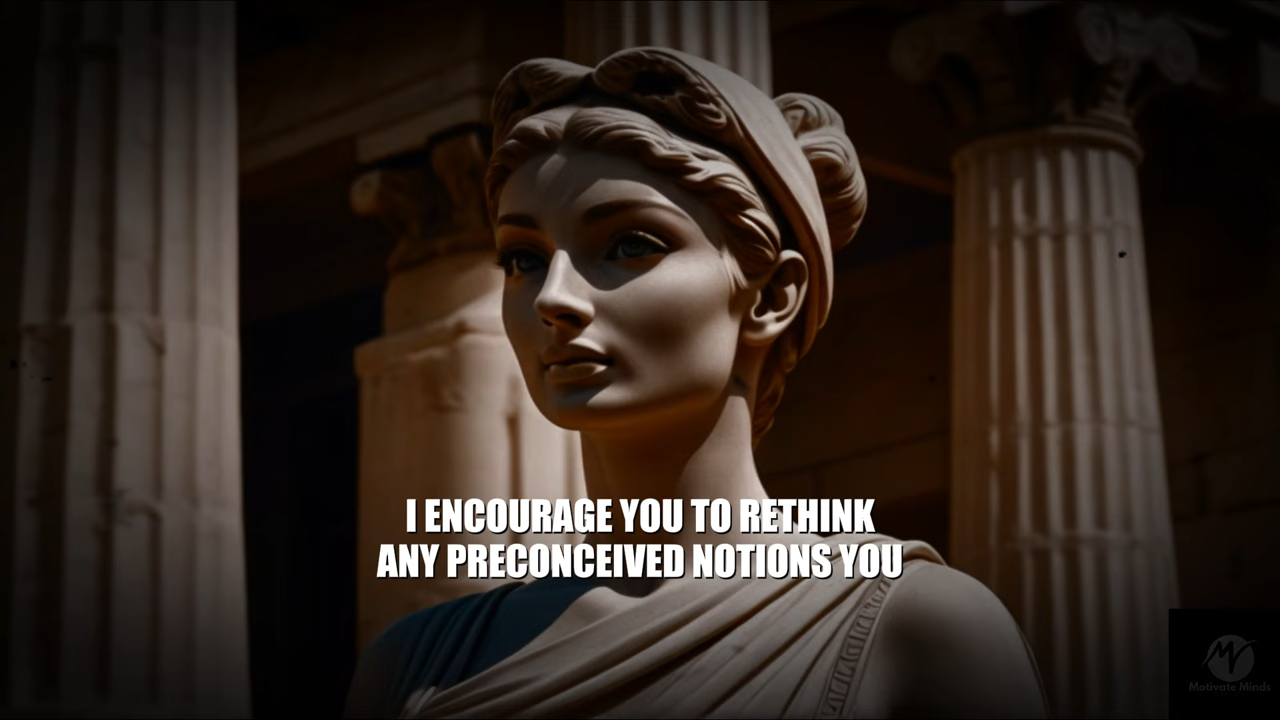 I ENCOURAGE YOU TO RETHINK
ANY PRECONCEIVED NOTIONS YOU
Motivate Minds